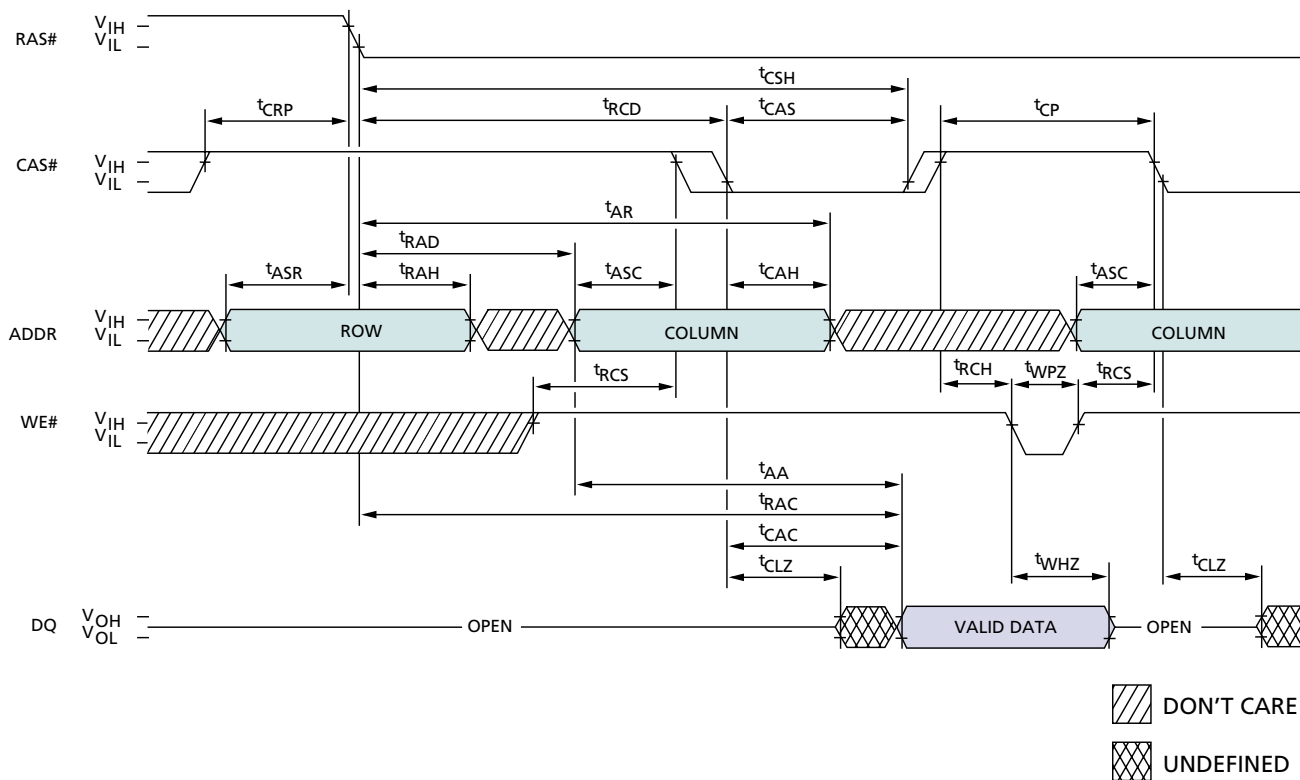 RAS#
VIH
VIL
tCSH
tCRP
tRCD
tCAS
tCP
CAS#
VIH
VIL
tAR
tRAD
tASR
tRAH
tASC
tCAH
tASC
ADDR
VIH
VIL
ROW
COLUMN
COLUMN
tRCS
tRCH
tWPZ
tRCS
WE#
VIH
VIL
tAA
tRAC
tCAC
tCLZ
tWHZ
tCLZ
DQ
VOH
VOL
OPEN
VALID DATA
OPEN
DON'T CARE
UNDEFINED